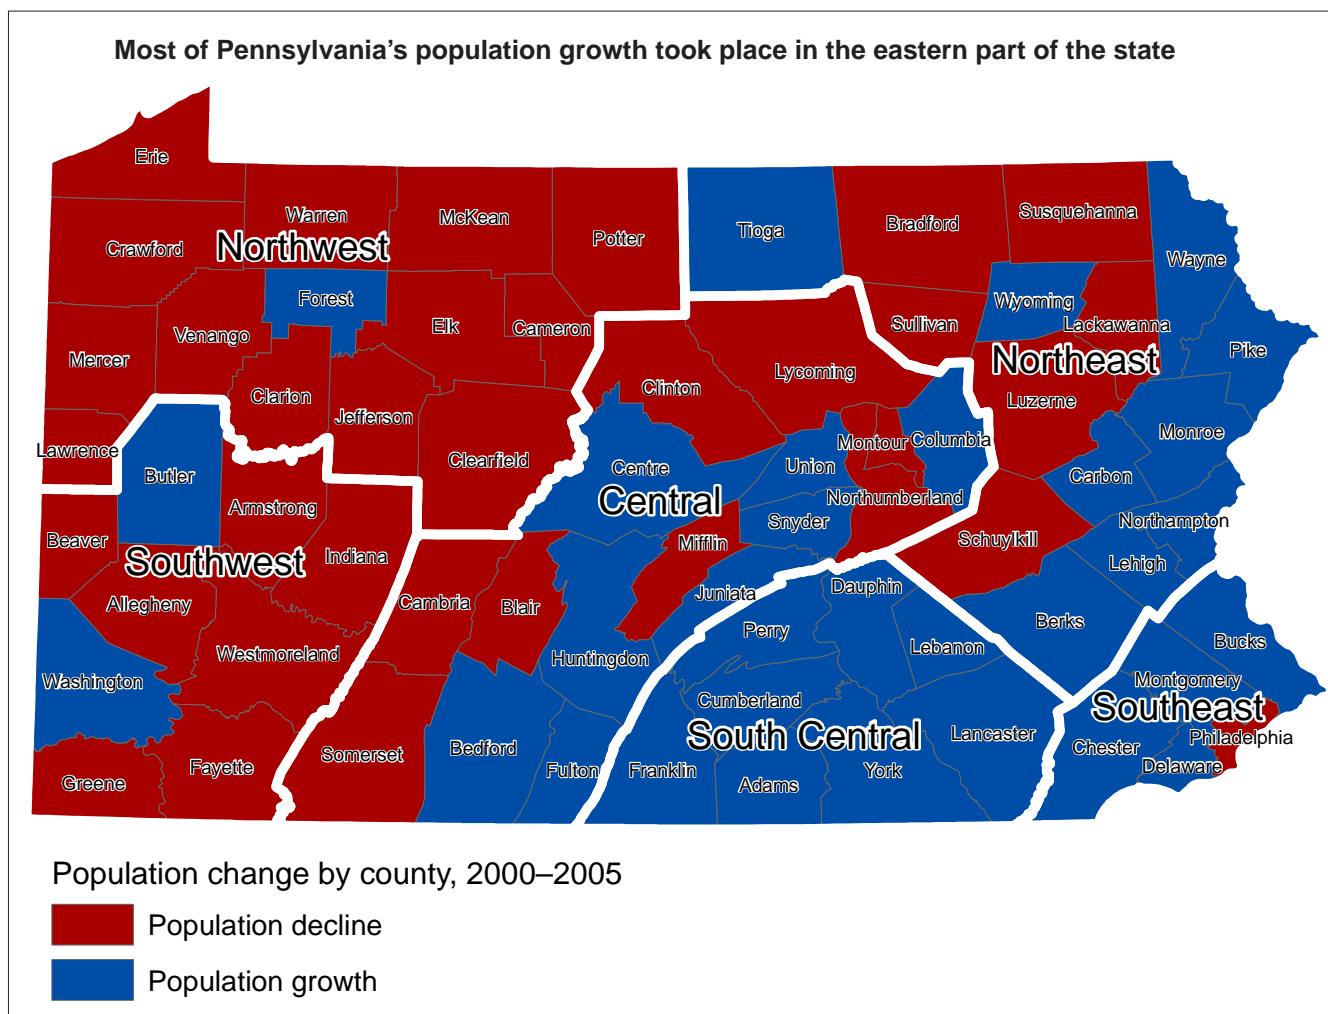 Most of Pennsylvania’s population growth took place in the eastern part of the state
Erie
Warren
McKean
Potter
Tioga
Bradford
Susquehanna
Crawford
Northwest
Wayne
Forest
Wyoming
Venango
Elk
Cameron
Sullivan
Lackawanna
Mercer
Northeast
Pike
Clinton
Lycoming
Clarion
Jefferson
Luzerne
Lawrence
Montour
Columbia
Monroe
Butler
Clearfield
Centre
Union
Carbon
Central
Northumberland
Armstrong
Snyder
Northampton
Beaver
Mifflin
Schuylkill
Southwest
Indiana
Lehigh
Allegheny
Cambria
Blair
Juniata
Dauphin
Perry
Berks
Westmoreland
Huntingdon
Lebanon
Bucks
Washington
Cumberland
Montgomery
Southeast
South Central
Lancaster
Philadelphia
Somerset
Bedford
Chester
Fayette
Fulton
Franklin
York
Delaware
Greene
Adams
Population change by county, 2000–2005
Population decline
Population growth